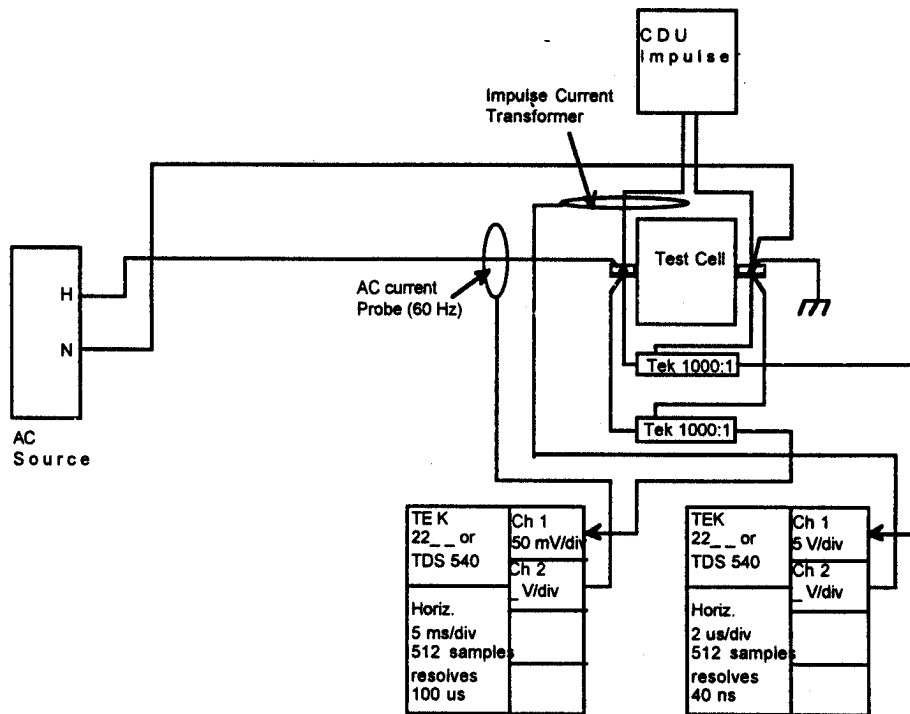 CDU
Impulse
Impulse Current
Transformer
Test Cell
H
AC current
Probe (60 Hz)
N
Tek 1000:1
Tek 1000:1
AC
Source
TEK
22_ _ or
TDS 540
Ch 1
50 mV/div
Ch 2
_ V/div
Horiz.
5 ms/div
512 samples
resolves
100 us
TEK
22_ _ or
TDS 540
Ch 1
5 V/div
Ch 2
_ V/div
Horiz.
2 us/div
512 samples
resolves
40 ns